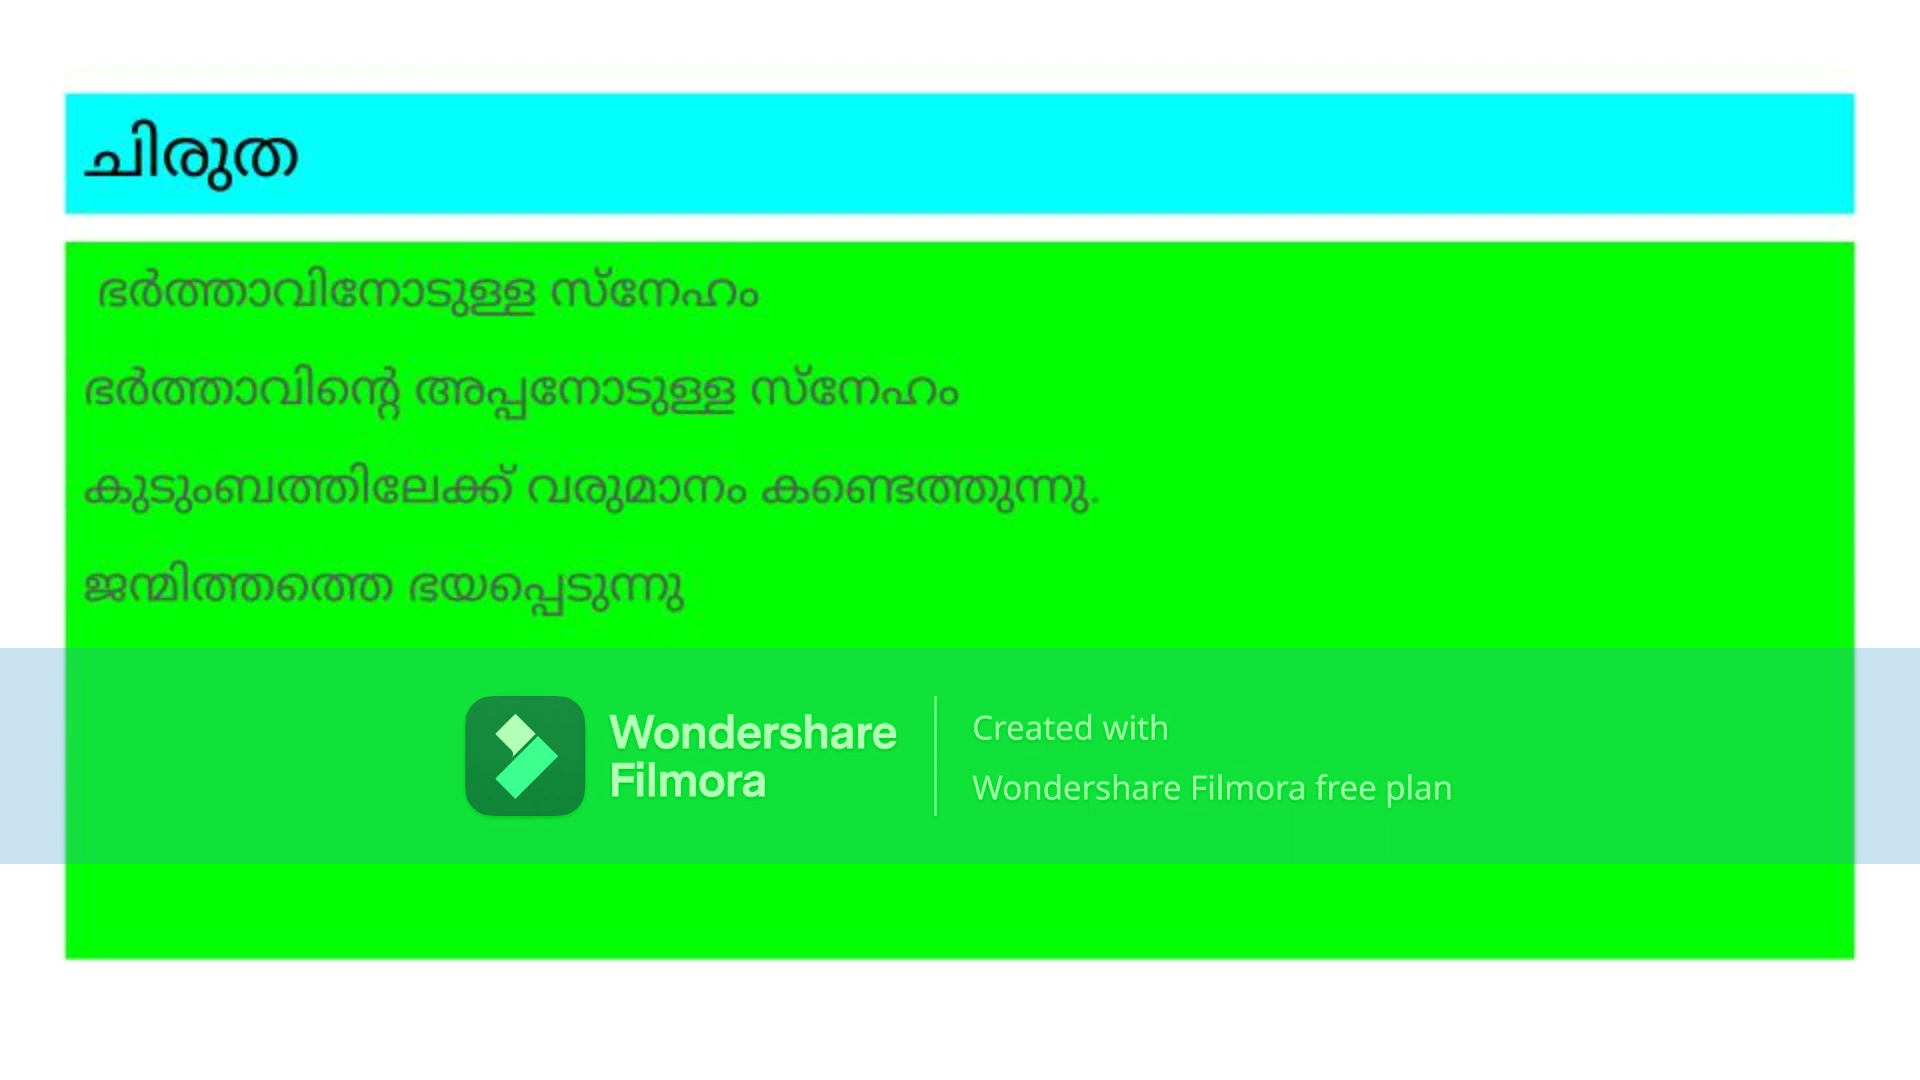 ചിരുത
ഭർത്താവിനോടുള്ള സ്നേഹം
ഭർത്താവിന്റെ അപ്പനോടുള്ള സ്നേഹം
കുടുംബത്തിലേക്ക് വരുമാനം കണ്ടെത്തുന്നു.
ജന്മിത്തത്തെ ഭയപ്പെടുന്നു
Wondershare
Filmora
Created with
Wondershare Filmora free plan